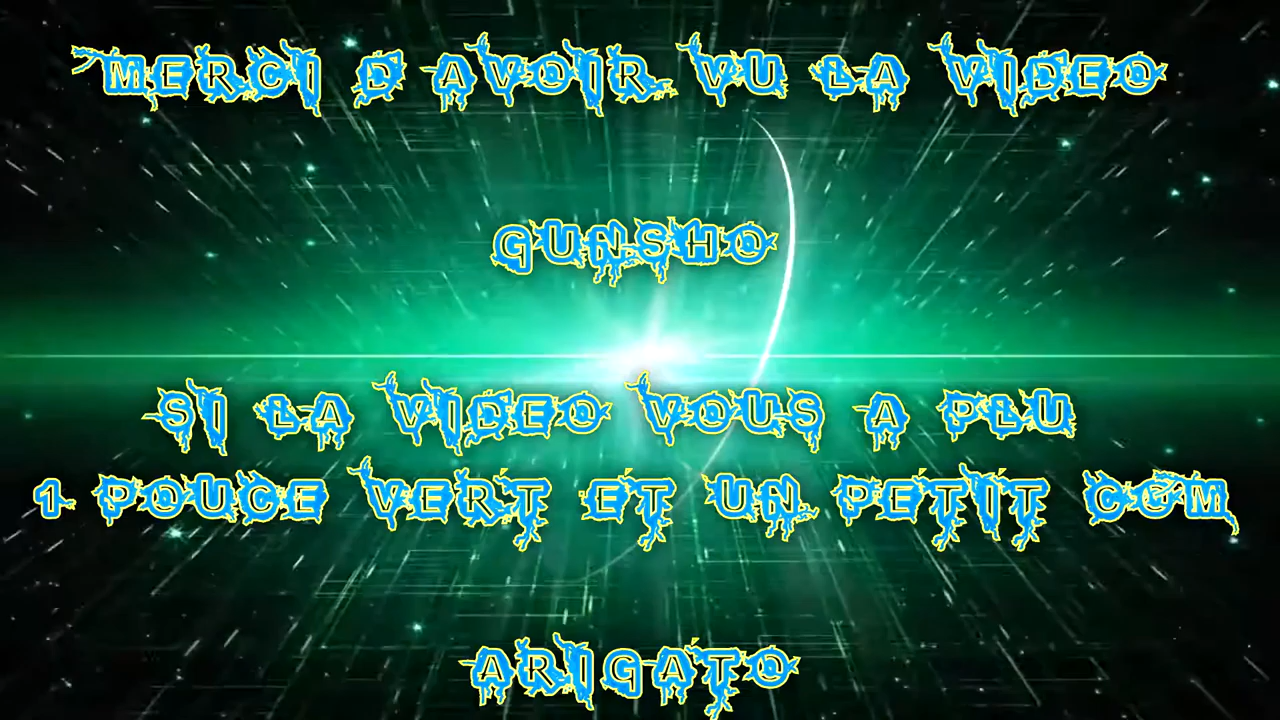 MERCI D AVOIR VU LA VIDEO
GUNSHO
SI LA VIDEO VOUS A PLU
1 POUCE VERT ET UN PETIT COM
ARIGATO